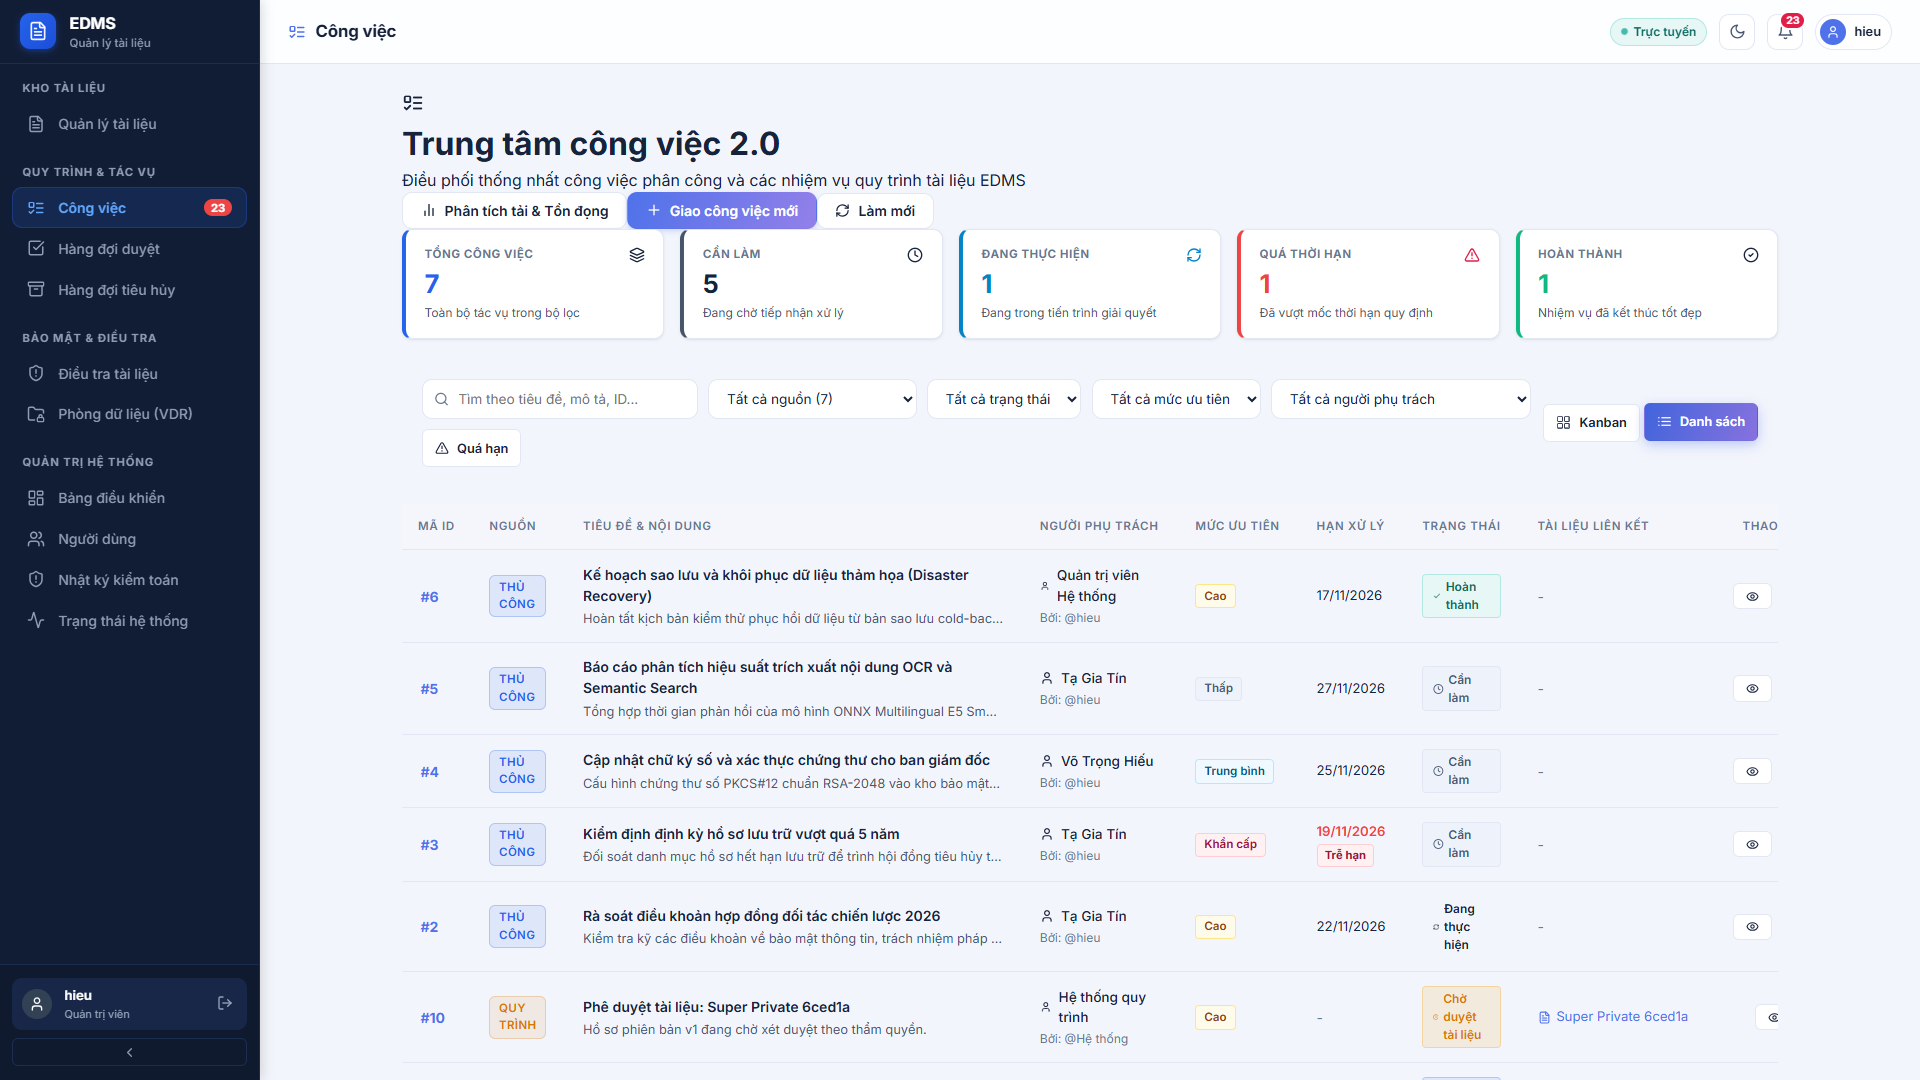 EDMS
Quản lý tài liệu
KHO TÀI LIỆU
Quản lý tài liệu
QUY TRÌNH & TÁC VỤ
Công việc
23
Hàng đợi duyệt
Hàng đợi tiêu hủy
BẢO MẬT & ĐIỀU TRA
Điều tra tài liệu
Phòng dữ liệu (VDR)
QUẢN TRỊ HỆ THỐNG
Bảng điều khiển
Người dùng
Nhật ký kiểm toán
Trạng thái hệ thống
hieu
Quản trị viên
Công việc
Trực tuyến
23
hieu
Trung tâm công việc 2.0
Điều phối thống nhất công việc phân công và các nhiệm vụ quy trình tài liệu EDMS
Phân tích tải & Tồn đọng
Giao công việc mới
Làm mới
TỔNG CÔNG VIỆC
7
Toàn bộ tác vụ trong bộ lọc
CẦN LÀM
5
Đang chờ tiếp nhận xử lý
ĐANG THỰC HIỆN
1
Đang trong tiến trình giải quyết
QUÁ THỜI HẠN
1
Đã vượt mốc thời hạn quy định
HOÀN THÀNH
1
Nhiệm vụ đã kết thúc tốt đẹp
Tìm theo tiêu đề, mô tả, ID...
Tất cả nguồn (7)
Tất cả trạng thái
Tất cả mức ưu tiên
Tất cả người phụ trách
Quá hạn
Kanban
Danh sách
MÃ ID
NGUỒN
TIÊU ĐỀ & NỘI DUNG
NGƯỜI PHỤ TRÁCH
MỨC ƯU TIÊN
HẠN XỬ LÝ
TRẠNG THÁI
TÀI LIỆU LIÊN KẾT
THAO
#6
THỦ
CÔNG
Kế hoạch sao lưu và khôi phục dữ liệu thảm họa (Disaster
Recovery)
Hoàn tất kịch bản kiểm thử phục hồi dữ liệu từ bản sao lưu cold-bac...
Quản trị viên
Hệ thống
Bởi: @hieu
Cao
17/11/2026
Hoàn
thành
-
#5
THỦ
CÔNG
Báo cáo phân tích hiệu suất trích xuất nội dung OCR và
Semantic Search
Tổng hợp thời gian phản hồi của mô hình ONNX Multilingual E5 Sm...
Tạ Gia Tín
Bởi: @hieu
Thấp
27/11/2026
Cần
làm
-
#4
THỦ
CÔNG
Cập nhật chữ ký số và xác thực chứng thư cho ban giám đốc
Cấu hình chứng thư số PKCS#12 chuẩn RSA-2048 vào kho bảo mật...
Võ Trọng Hiếu
Bởi: @hieu
Trung bình
25/11/2026
Cần
làm
-
#3
THỦ
CÔNG
Kiểm định định kỳ hồ sơ lưu trữ vượt quá 5 năm
Đối soát danh mục hồ sơ hết hạn lưu trữ để trình hội đồng tiêu hủy t...
Tạ Gia Tín
Bởi: @hieu
Khẩn cấp
19/11/2026
Trễ hạn
Cần
làm
-
#2
THỦ
CÔNG
Rà soát điều khoản hợp đồng đối tác chiến lược 2026
Kiểm tra kỹ các điều khoản về bảo mật thông tin, trách nhiệm pháp ...
Tạ Gia Tín
Bởi: @hieu
Cao
22/11/2026
Đang
thực
hiện
-
#10
QUY
TRÌNH
Phê duyệt tài liệu: Super Private 6ced1a
Hồ sơ phiên bản v1 đang chờ xét duyệt theo thẩm quyền.
Hệ thống quy
trình
Bởi: @Hệ thống
Cao
-
Chờ
duyệt
tài liệu
Super Private 6ced1a